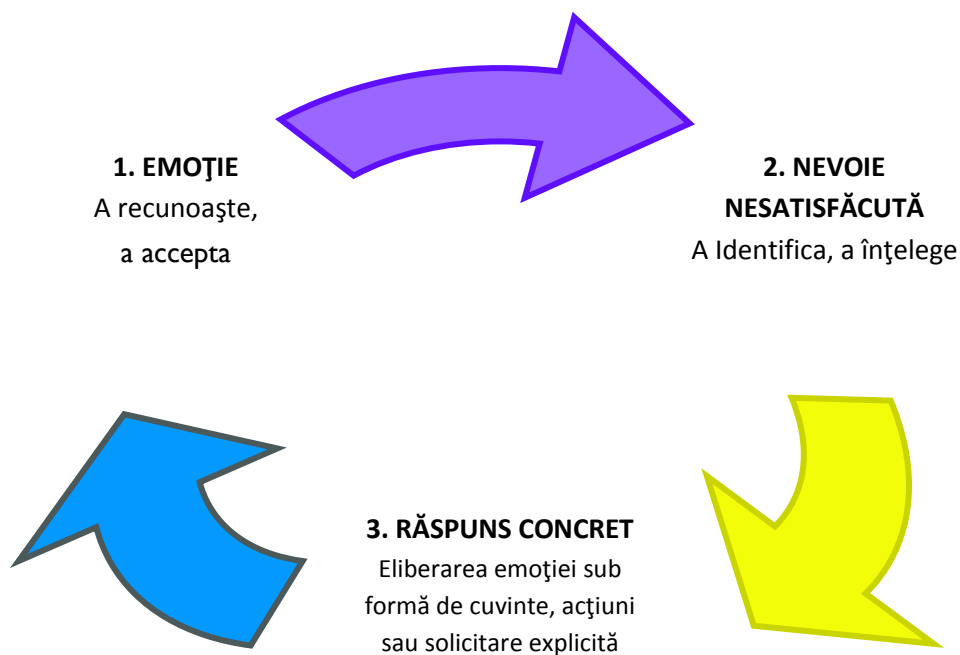 1. EMOŢIE
A recunoaşte,
a accepta
2. NEVOIE
NESATISFĂCUTĂ
A Identifica, a înţelege
3. RĂSPUNS CONCRET
Eliberarea emoţiei sub
formă de cuvinte, acţiuni
sau solicitare explicită